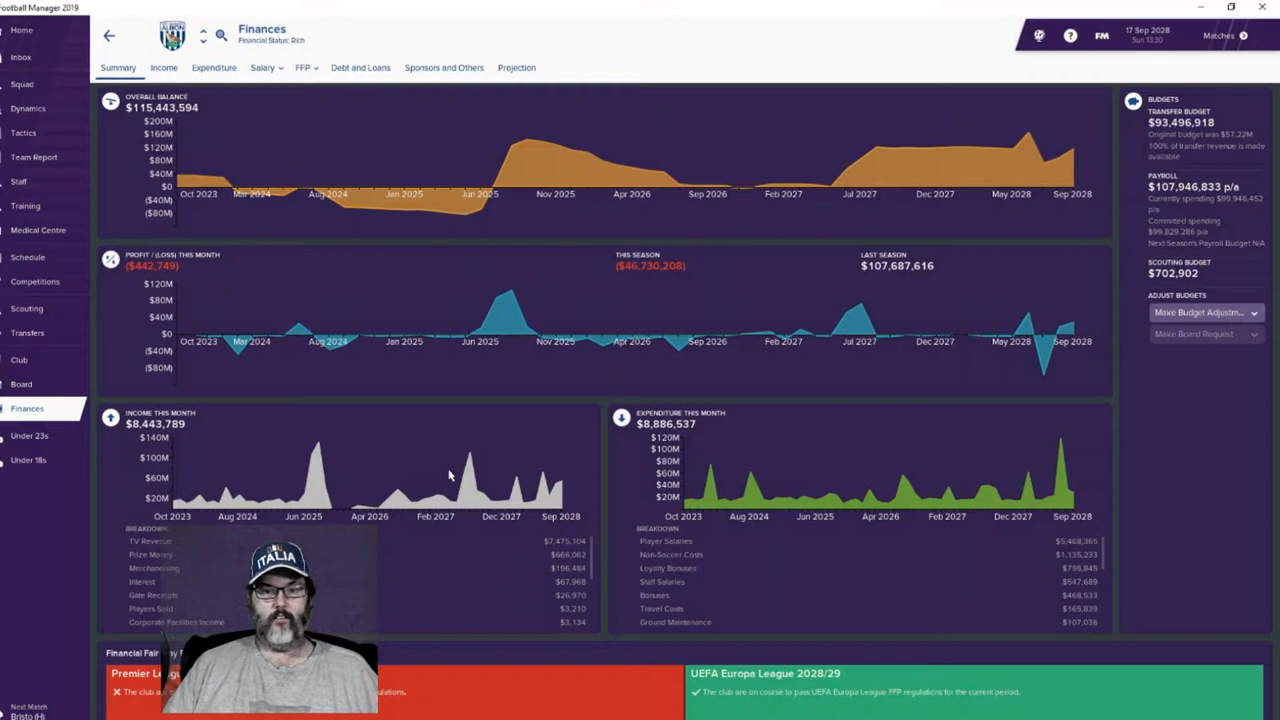 Football Manager 2019
Home
Inbox
Squad
Dynamics
Tactics
Team Report
Staff
Training
Medical Centre
Schedule
Competitions
Scouting
Transfers
Club
Board
Finances
Under 23s
Under 18s
Next Match
Bristo (H)
ALBION
Finances
Financial Status: Rich
17 Sep 2028
Sun 13:30
FM
Matches
Summary
Income
Expenditure
Salary
FFP
Debt and Loans
Sponsors and Others
Projection
OVERALL BALANCE
$115,443,594
$200M
$160M
$120M
$80M
$40M
$0
($40M)
($80M)
Oct 2023 Mar 2024 Aug 2024 Jan 2025 Jun 2025 Nov 2025 Apr 2026 Sep 2026 Feb 2027 Jul 2027 Dec 2027 May 2028 Sep 2028
PROFIT / (LOSS) THIS MONTH
($442,749)
THIS SEASON
($46,730,208)
LAST SEASON
$107,687,616
$120M
$80M
$40M
$0
($40M)
($80M)
Oct 2023 Mar 2024 Aug 2024 Jan 2025 Jun 2025 Nov 2025 Apr 2026 Sep 2026 Feb 2027 Jul 2027 Dec 2027 May 2028 Sep 2028
INCOME THIS MONTH
$8,443,789
$140M
$100M
$60M
$20M
Oct 2023 Aug 2024 Jun 2025 Apr 2026 Feb 2027 Dec 2027 Sep 2028
BREAKDOWN
TV Revenue $7,475,104
Prize Money $666,062
Merchandising $196,484
Interest $67,968
Gate Receipts $26,970
Players Sold $3,210
Corporate Facilities Income $3,134
EXPENDITURE THIS MONTH
$8,886,537
$120M
$100M
$80M
$60M
$40M
$20M
Oct 2023 Aug 2024 Jun 2025 Apr 2026 Feb 2027 Dec 2027 Sep 2028
BREAKDOWN
Player Salaries $5,468,365
Non-Soccer Costs $1,135,233
Loyalty Bonuses $795,845
Staff Salaries $547,689
Bonuses $468,533
Travel Costs $165,839
Ground Maintenance $107,036
BUDGETS
TRANSFER BUDGET
$93,496,918
Original budget was $57.22M
100% of transfer revenue is made
available
PAYROLL
$107,946,833 p/a
Currently spending $99,946,452
p/a
Committed spending
$99,829,286 p/a
Next Season's Payroll Budget N/A
SCOUTING BUDGET
$702,902
ADJUST BUDGETS
Make Budget Adjustm...
Make Board Request
ITALIA
Financial Fair
Premier
The club are
regulations.
UEFA Europa League 2028/29
The club are on course to pass UEFA Europa League FFP regulations for the current period.